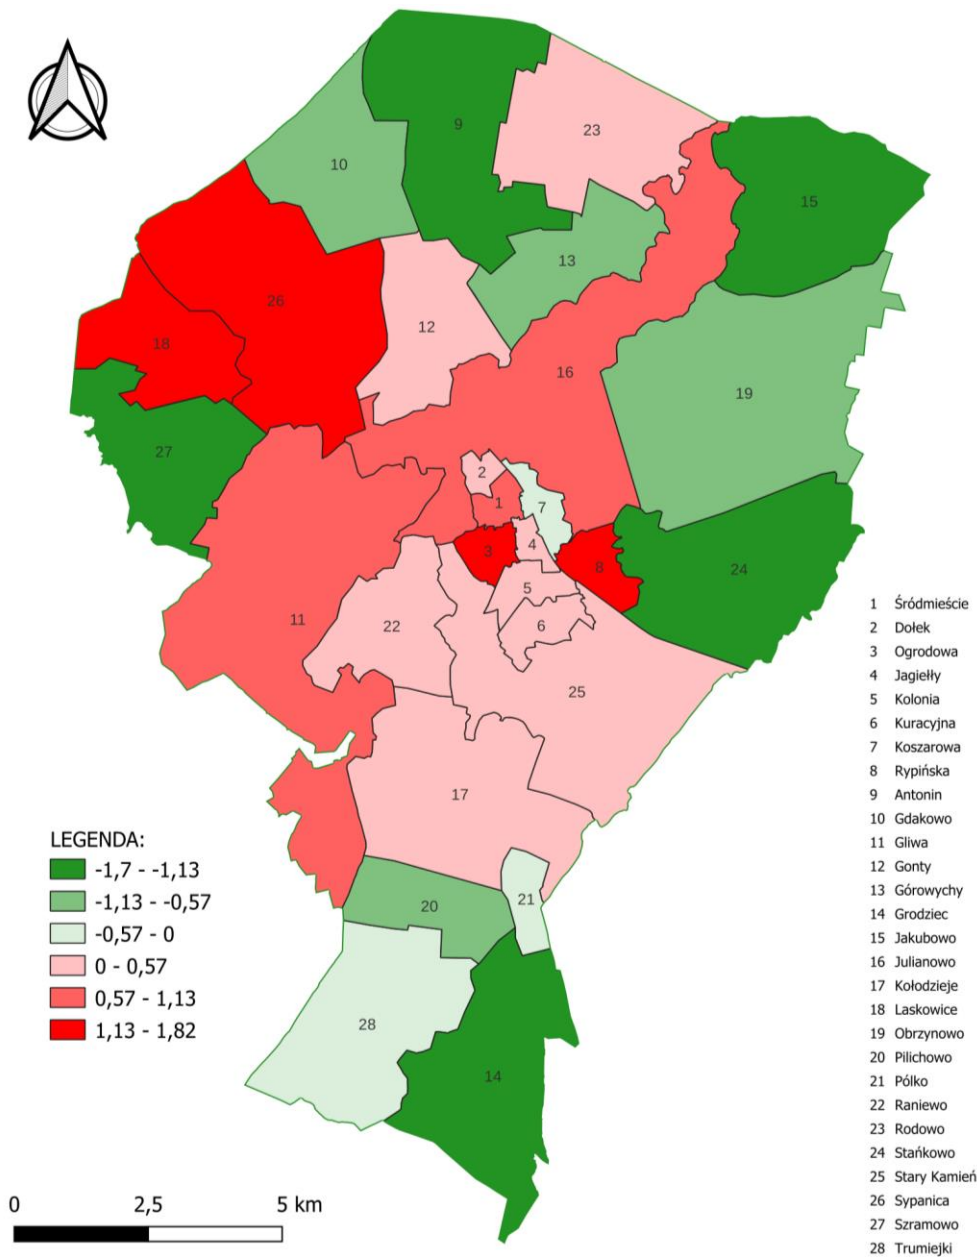 9
23
10
15
13
26
12
18
16
19
27
2
1
7
3
4
8
24
5
11
22
6
25
17
LEGENDA:
-1,7 - -1,13
-1,13 - -0,57
-0,57 - 0
0 - 0,57
0,57 - 1,13
1,13 - 1,82
21
20
28
14
0 2,5 5 km
1 Śródmieście
2 Dołek
3 Ogrodowa
4 Jagiełły
5 Kolonia
6 Kuracyjna
7 Koszarowa
8 Rypińska
9 Antonin
10 Gdakowo
11 Gliwa
12 Gonty
13 Górowychy
14 Grodziec
15 Jakubowo
16 Julianowo
17 Kołodzieje
18 Laskowice
19 Obrzynowo
20 Pilichowo
21 Pólko
22 Raniewo
23 Rodowo
24 Stańkowo
25 Stary Kamień
26 Sypanica
27 Szramowo
28 Trumiejki